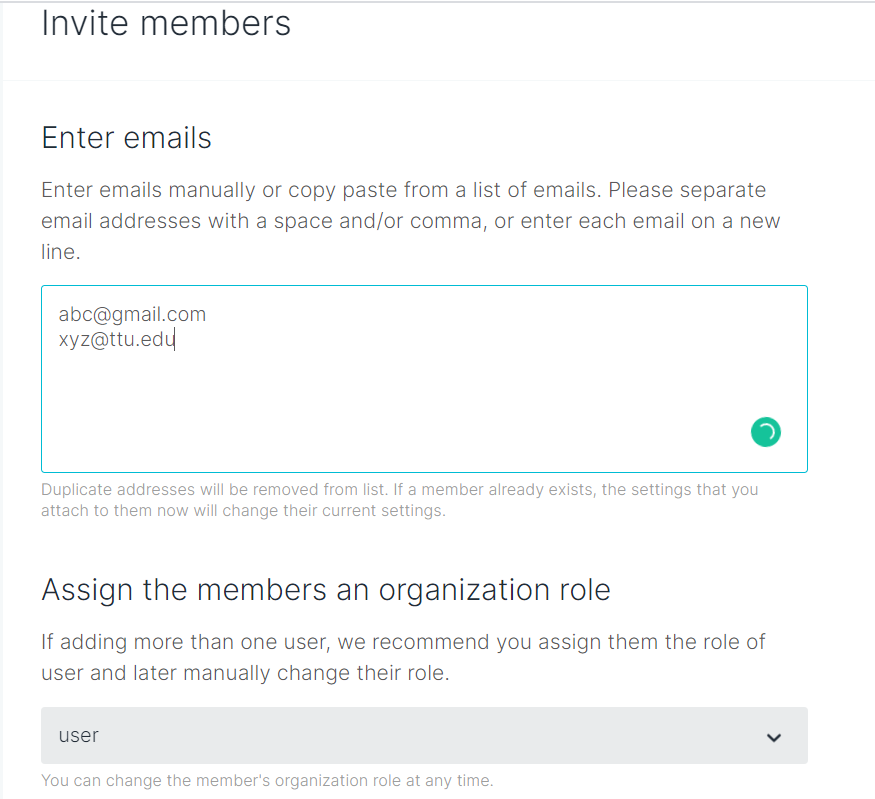 Invite members
Enter emails
Enter emails manually or copy paste from a list of emails. Please separate
email addresses with a space and/or comma, or enter each email on a new
line.
abc@gmail.com
xyz@ttu.edu
Duplicate addresses will be removed from list. If a member already exists, the settings that you
attach to them now will change their current settings.
Assign the members an organization role
If adding more than one user, we recommend you assign them the role of
user and later manually change their role.
user
You can change the member's organization role at any time.